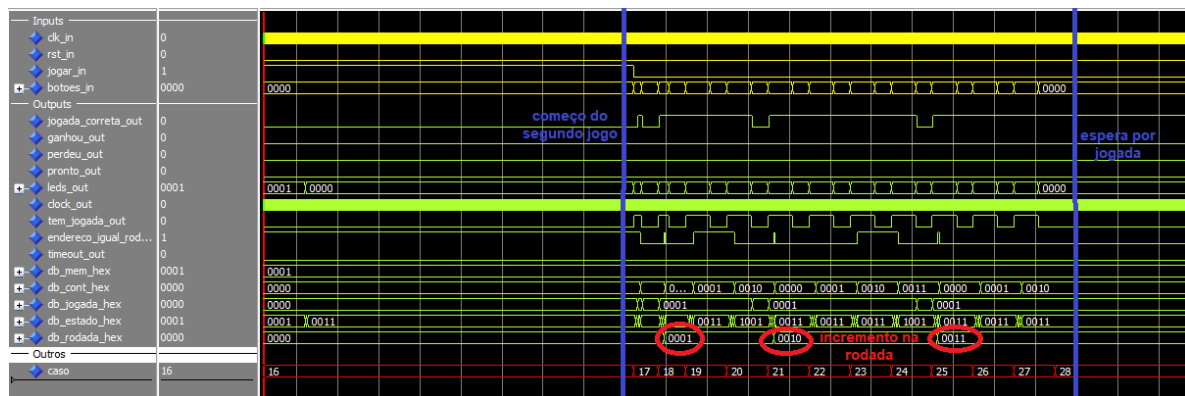 Inputs
clk_in 0
rst_in 0
jogar_in 1
botoes_in 0000 0000 0000
Outputs
jogada_correta_out 0
ganhou_out 0
perdeu_out 0
pronto_out 0
leds_out 0001 0001 0000 0000
clock_out 0
tem_jogada_out 0
endereco_igual_rod... 1
timeout_out 0
db_mem_hex 0001 0001
db_cont_hex 0000 0000 0... 0001 0010 0000 0001 0010 0011 0000 0001 0010
db_jogada_hex 0000 0000 0001 0001 0001
db_estado_hex 0001 0001 0011 0011 1001 0011 0011 0011 1001 0011 0011 0011
db_rodada_hex 0000 0000 0001 0010 0011
Outros
caso 16 16 17 18 19 20 21 22 23 24 25 26 27 28
começo do
segundo jogo
espera por
jogada
incremento na
rodada